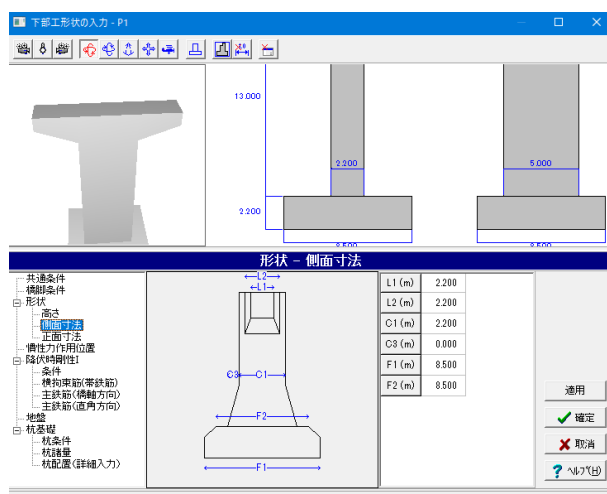 下部工形状の入力 - P1
13.000
2.200
5.000
2.200
8.500
8.500
形状 − 側面寸法
共通条件
橋脚条件
形状
高さ
側面寸法
正面寸法
慣性力作用位置
降伏時剛性I
条件
横拘束筋(帯鉄筋)
主鉄筋(橋軸方向)
主鉄筋(直角方向)
地盤
杭基礎
杭条件
杭諸量
杭配置(詳細入力)
L2
L1
C3
C1
F2
F1
L1 (m) 2.200
L2 (m) 2.200
C1 (m) 2.200
C3 (m) 0.000
F1 (m) 8.500
F2 (m) 8.500
適用
確定
取消
ヘルプ(H)